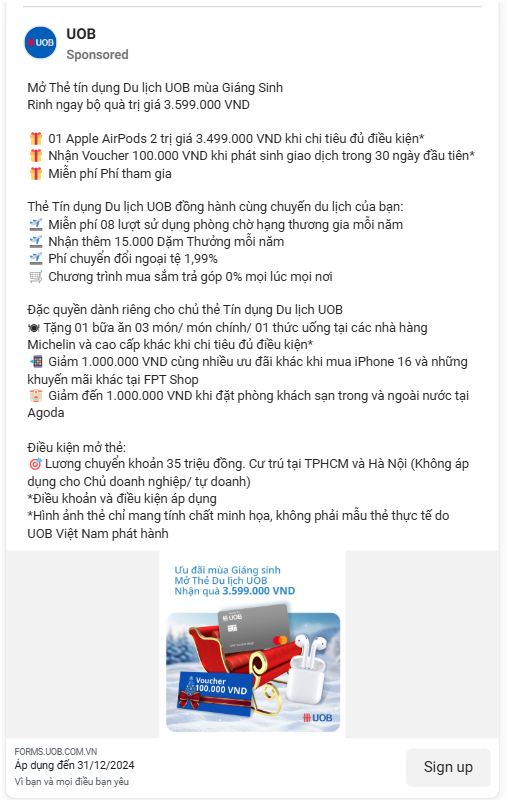 UOB
UOB
Sponsored
Mở Thẻ tín dụng Du lịch UOB mùa Giáng Sinh
Rinh ngay bộ quà trị giá 3.599.000 VND
🎁 01 Apple AirPods 2 trị giá 3.499.000 VND khi chi tiêu đủ điều kiện*
🎁 Nhận Voucher 100.000 VND khi phát sinh giao dịch trong 30 ngày đầu tiên*
🎁 Miễn phí Phí tham gia
Thẻ Tín dụng Du lịch UOB đồng hành cùng chuyến du lịch của bạn:
🛫 Miễn phí 08 lượt sử dụng phòng chờ hạng thương gia mỗi năm
🛫 Nhận thêm 15.000 Dặm Thưởng mỗi năm
🛫 Phí chuyển đổi ngoại tệ 1,99%
🛒 Chương trình mua sắm trả góp 0% mọi lúc mọi nơi
Đặc quyền dành riêng cho chủ thẻ Tín dụng Du lịch UOB
🍽 Tặng 01 bữa ăn 03 món/ món chính/ 01 thức uống tại các nhà hàng
Michelin và cao cấp khác khi chi tiêu đủ điều kiện*
📲 Giảm 1.000.000 VND cùng nhiều ưu đãi khác khi mua iPhone 16 và những
khuyến mãi khác tại FPT Shop
🏩 Giảm đến 1.000.000 VND khi đặt phòng khách sạn trong và ngoài nước tại
Agoda
Điều kiện mở thẻ:
🎯 Lương chuyển khoản 35 triệu đồng. Cư trú tại TPHCM và Hà Nội (Không áp
dụng cho Chủ doanh nghiệp/ tự doanh)
*Điều khoản và điều kiện áp dụng
*Hình ảnh thẻ chỉ mang tính chất minh họa, không phải mẫu thẻ thực tế do
UOB Việt Nam phát hành
Ưu đãi mùa Giáng sinh
Mở Thẻ Du lịch UOB
Nhận quà 3.599.000 VND
UOB
Voucher
100.000 VND
UOB
FORMS.UOB.COM.VN
Áp dụng đến 31/12/2024
Vì bạn và mọi điều bạn yêu
Sign up